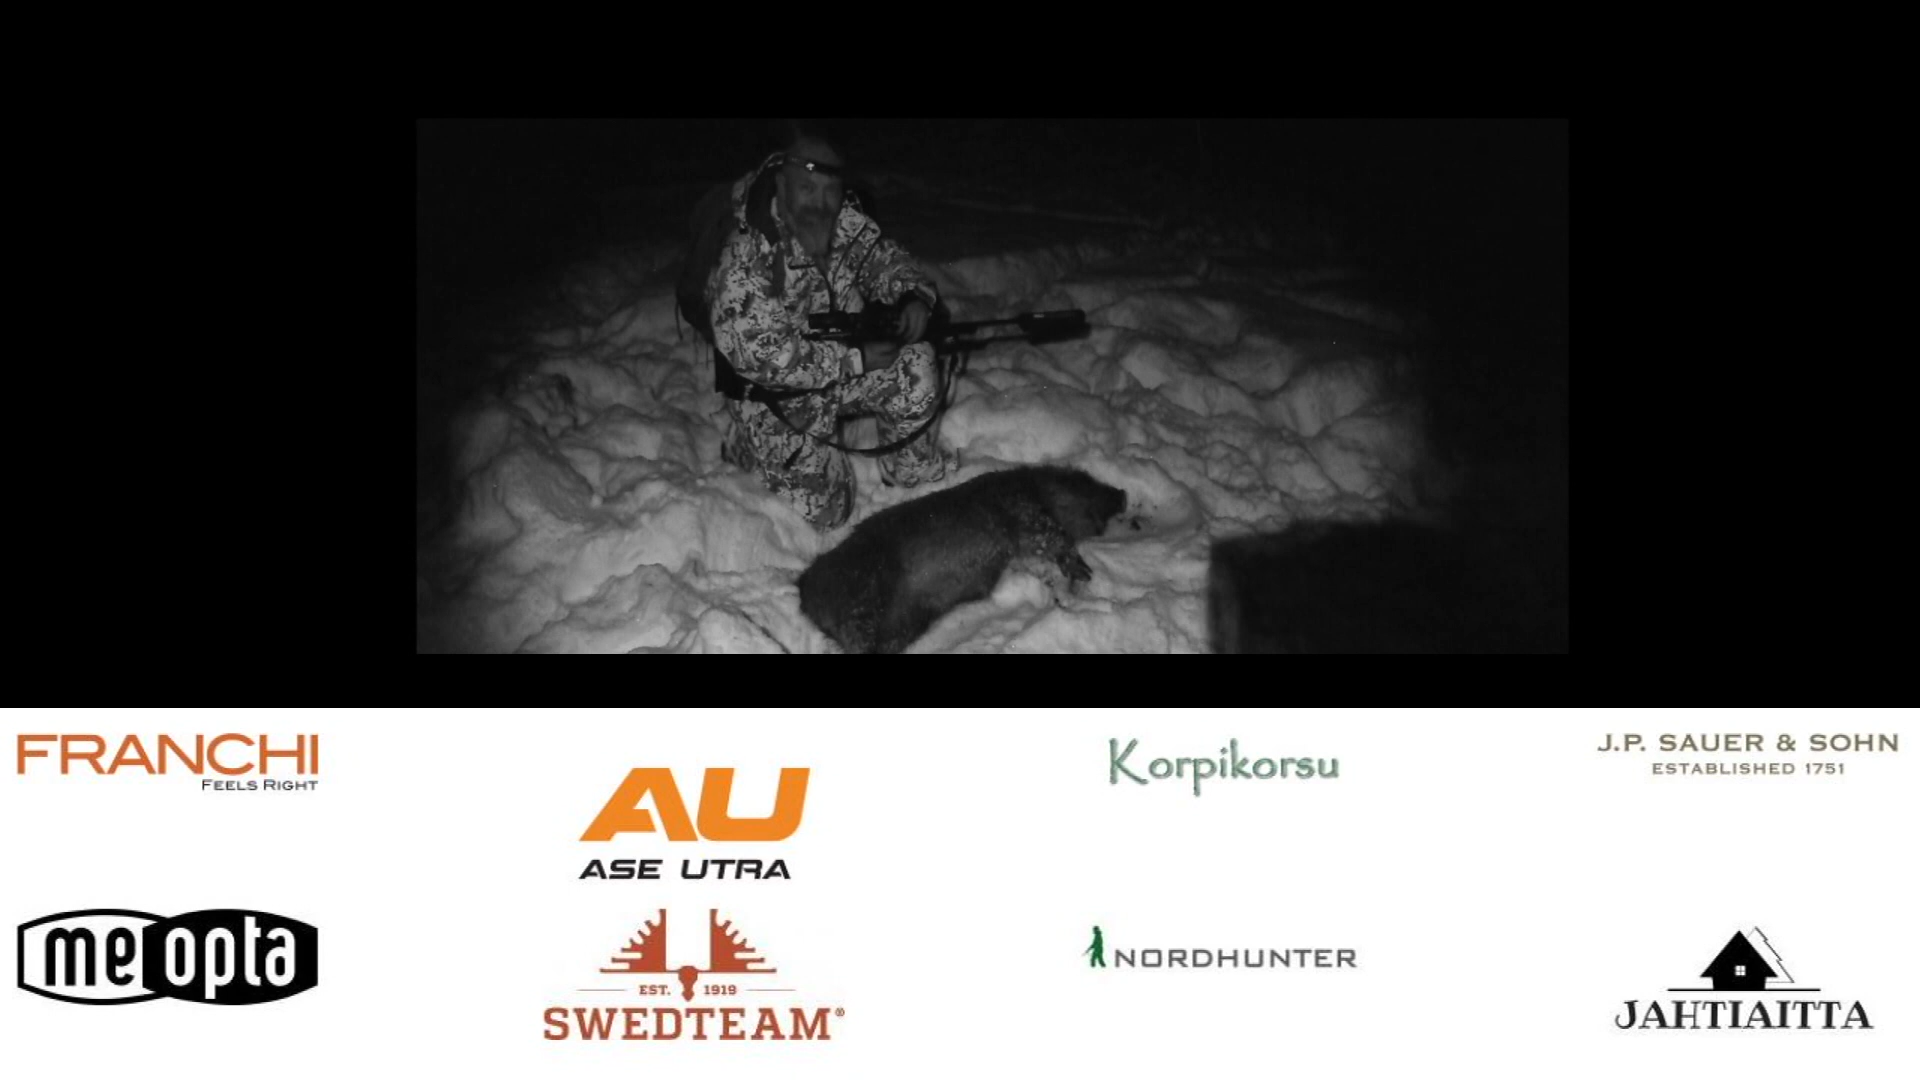 FRANCHI
FEELS RIGHT
AU
ASE UTRA
Korpikorsu
J.P. SAUER & SOHN
ESTABLISHED 1751
meopta
EST. 1919
SWEDTEAM®
NORDHUNTER
JAHTIAITTA